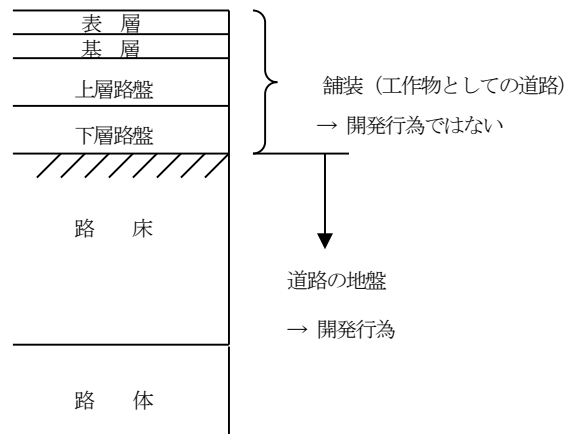 表 層
基 層
上層路盤
下層路盤
路 床
路 体
舗装（工作物としての道路）
→ 開発行為ではない
道路の地盤
→ 開発行為